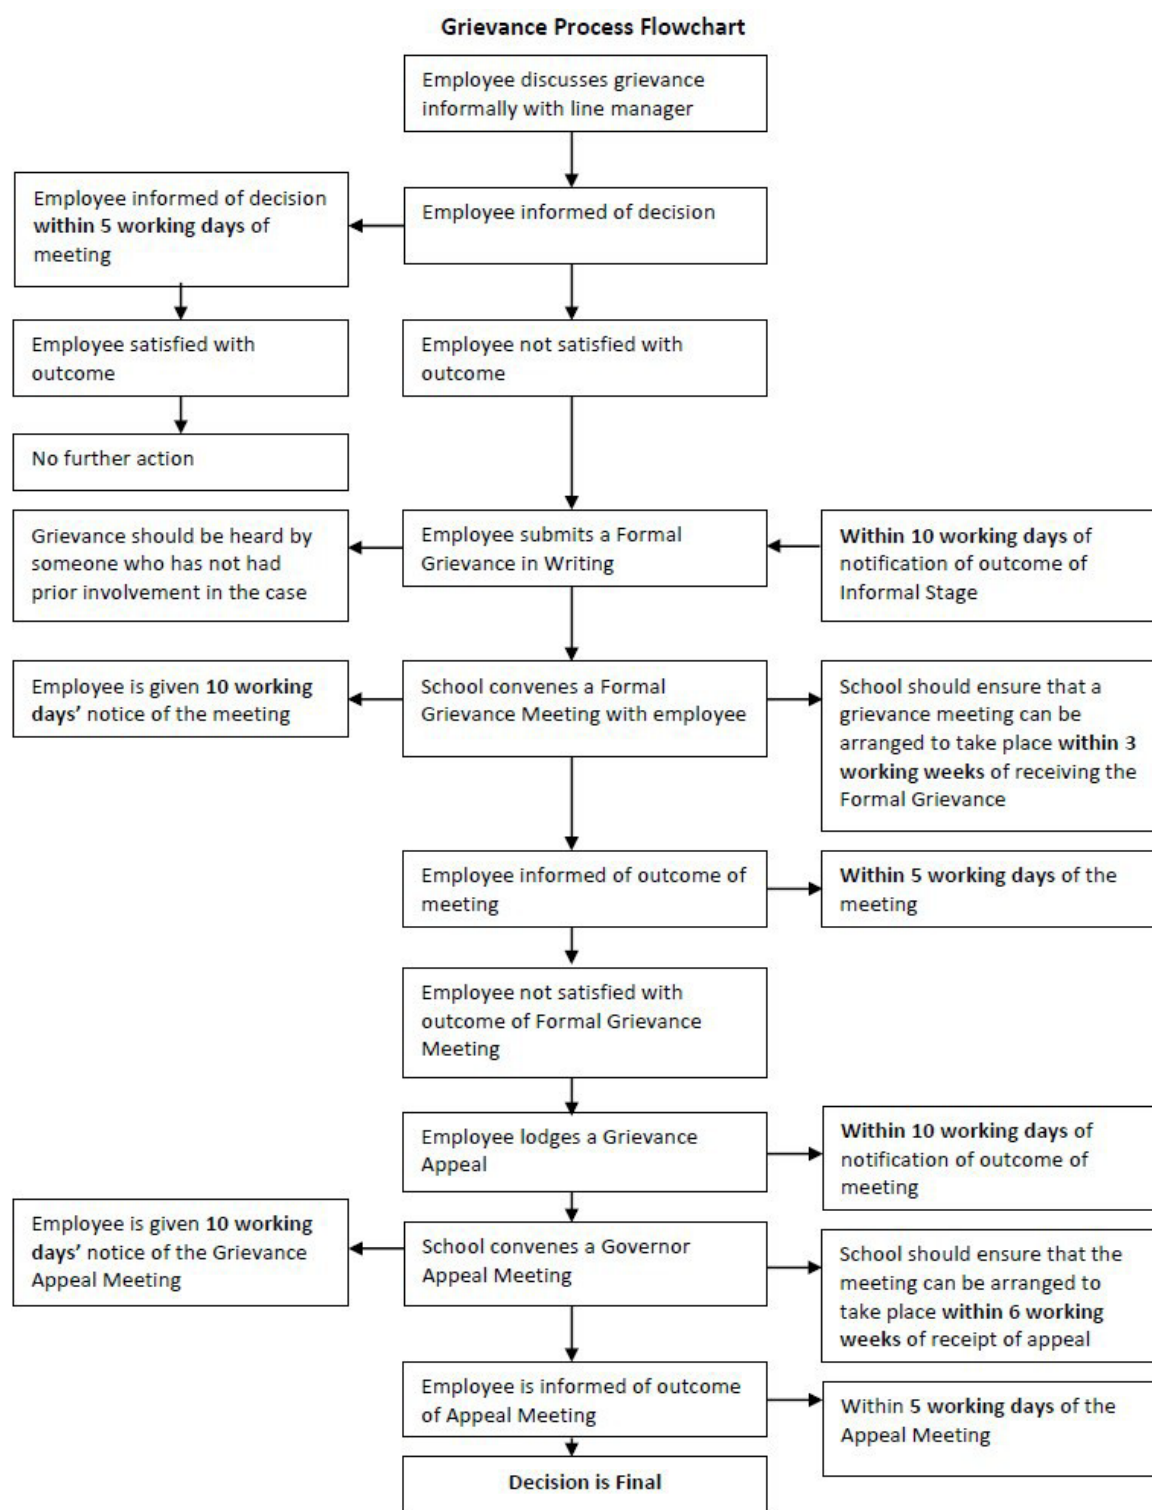 Grievance Process Flowchart
Employee discusses grievance
informally with line manager
Employee informed of decision
within 5 working days of
meeting
Employee informed of decision
Employee satisfied with
outcome
Employee not satisfied with
outcome
No further action
Grievance should be heard by
someone who has not had
prior involvement in the case
Employee submits a Formal
Grievance in Writing
Within 10 working days of
notification of outcome of
Informal Stage
Employee is given 10 working
days’ notice of the meeting
School convenes a Formal
Grievance Meeting with employee
School should ensure that a
grievance meeting can be
arranged to take place within 3
working weeks of receiving the
Formal Grievance
Employee informed of outcome of
meeting
Within 5 working days of the
meeting
Employee not satisfied with
outcome of Formal Grievance
Meeting
Employee lodges a Grievance
Appeal
Within 10 working days of
notification of outcome of
meeting
Employee is given 10 working
days’ notice of the Grievance
Appeal Meeting
School convenes a Governor
Appeal Meeting
School should ensure that the
meeting can be arranged to
take place within 6 working
weeks of receipt of appeal
Employee is informed of outcome
of Appeal Meeting
Within 5 working days of the
Appeal Meeting
Decision is Final